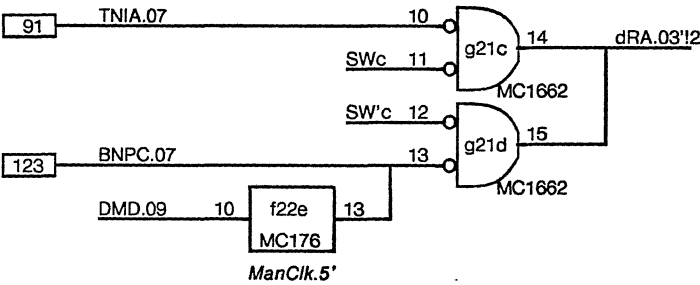 91 TNIA.07 10 g21c 14 dRA.03'!2
SWc 11
MC1662
SW'c 12
g21d 15
123 BNPC.07 13
MC1662
DMD.09 10 f22e 13
MC176
ManClk.5'